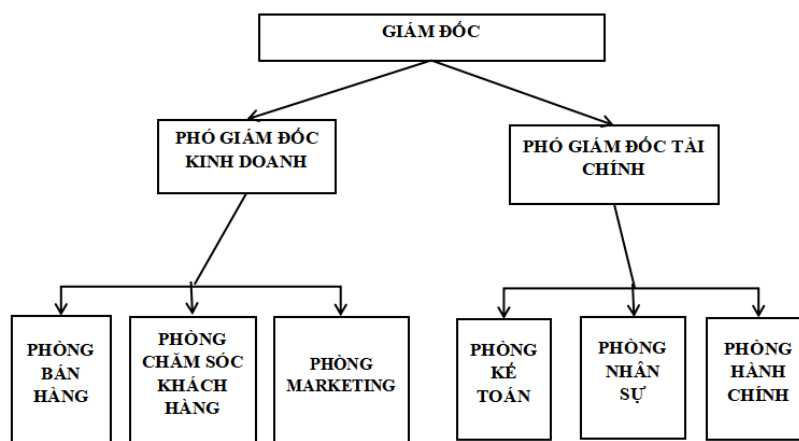 GIÁM ĐỐC
PHÓ GIÁM ĐỐC
KINH DOANH
PHÓ GIÁM ĐỐC TÀI
CHÍNH
PHÒNG
BÁN
HÀNG
PHÒNG
CHĂM SÓC
KHÁCH
HÀNG
PHÒNG
MARKETING
PHÒNG
KẾ
TOÁN
PHÒNG
NHÂN
SỰ
PHÒNG
HÀNH
CHÍNH